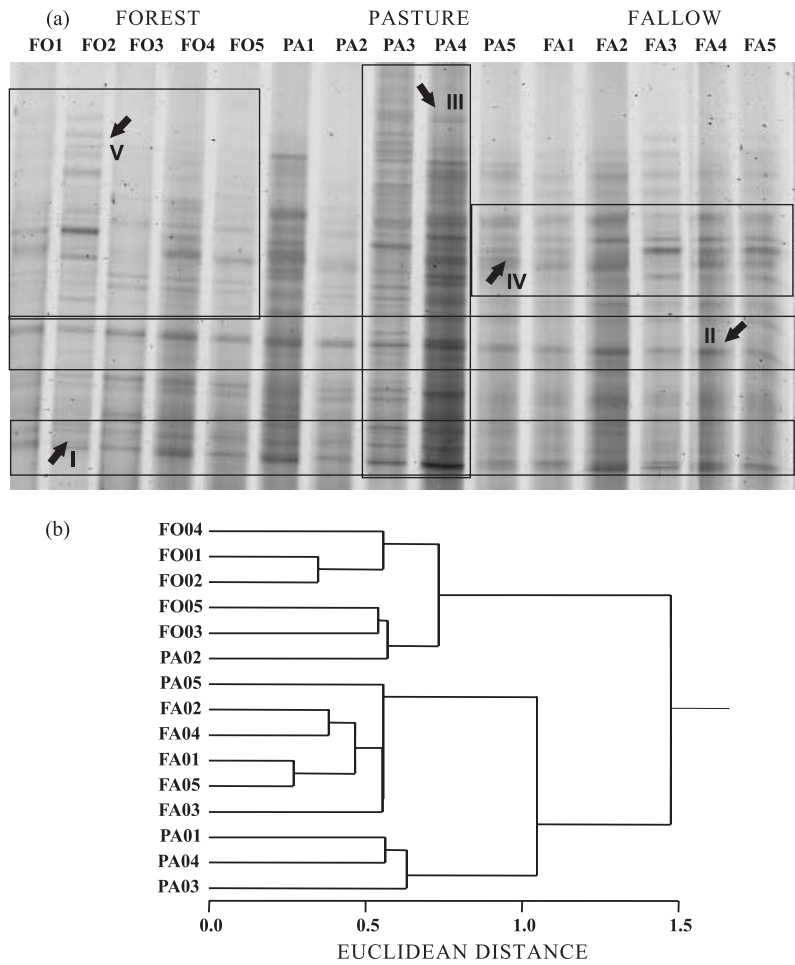 (a) FOREST PASTURE FALLOW
FO1 FO2 FO3 FO4 FO5 PA1 PA2 PA3 PA4 PA5 FA1 FA2 FA3 FA4 FA5
III
V
IV
II
I
(b)
FO04
FO01
FO02
FO05
FO03
PA02
PA05
FA02
FA04
FA01
FA05
FA03
PA01
PA04
PA03
0.0 0.5 1.0 1.5
EUCLIDEAN DISTANCE